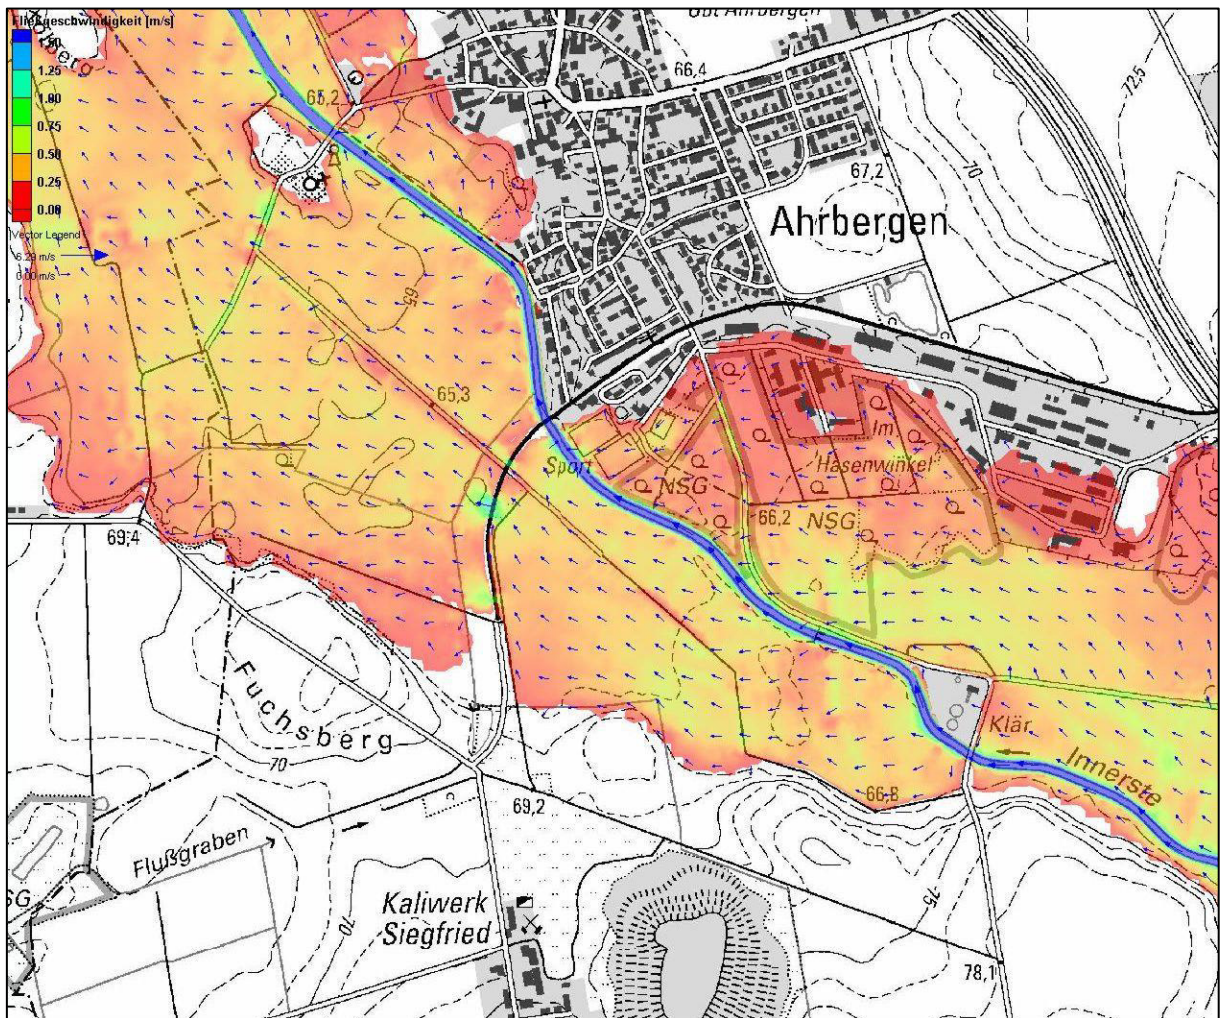 Fließgeschwindigkeit [m/s]
1.50
1.25
1.00
0.75
0.50
0.25
0.00
Vector Legend
6.29 m/s
0.00 m/s
Gut Ahrbergen
66,4
65,2
72,5
70
67,2
Ahrbergen
65
65,3
Im
Hasenwinkel
Sport
NSG
66,2
NSG
69,4
Fuchsberg
70
Klär
Innerste
66,8
69,2
Flußgraben
SG
Kaliwerk
Siegfried
70
75
78,1